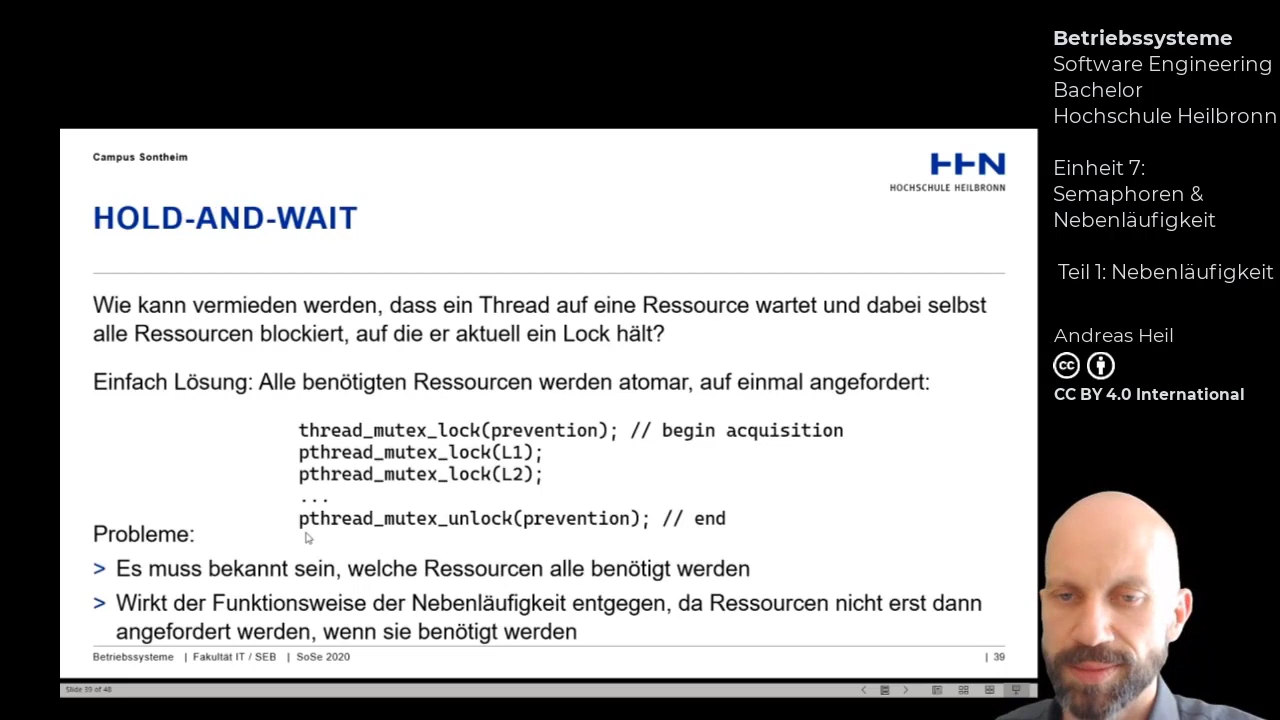 Betriebssysteme
Software Engineering
Bachelor
Hochschule Heilbronn
Einheit 7:
Semaphoren &
Nebenläufigkeit
Teil 1: Nebenläufigkeit
Andreas Heil
cc
CC BY 4.0 International
Campus Sontheim
HHN
HOCHSCHULE HEILBRONN
HOLD-AND-WAIT
Wie kann vermieden werden, dass ein Thread auf eine Ressource wartet und dabei selbst
alle Ressourcen blockiert, auf die er aktuell ein Lock hält?
Einfach Lösung: Alle benötigten Ressourcen werden atomar, auf einmal angefordert:
thread_mutex_lock(prevention); // begin acquisition
pthread_mutex_lock(L1);
pthread_mutex_lock(L2);
...
pthread_mutex_unlock(prevention); // end
Probleme:
> Es muss bekannt sein, welche Ressourcen alle benötigt werden
> Wirkt der Funktionsweise der Nebenläufigkeit entgegen, da Ressourcen nicht erst dann
angefordert werden, wenn sie benötigt werden
Betriebssysteme | Fakultät IT / SEB | SoSe 2020 | 39
Slide 39 of 48